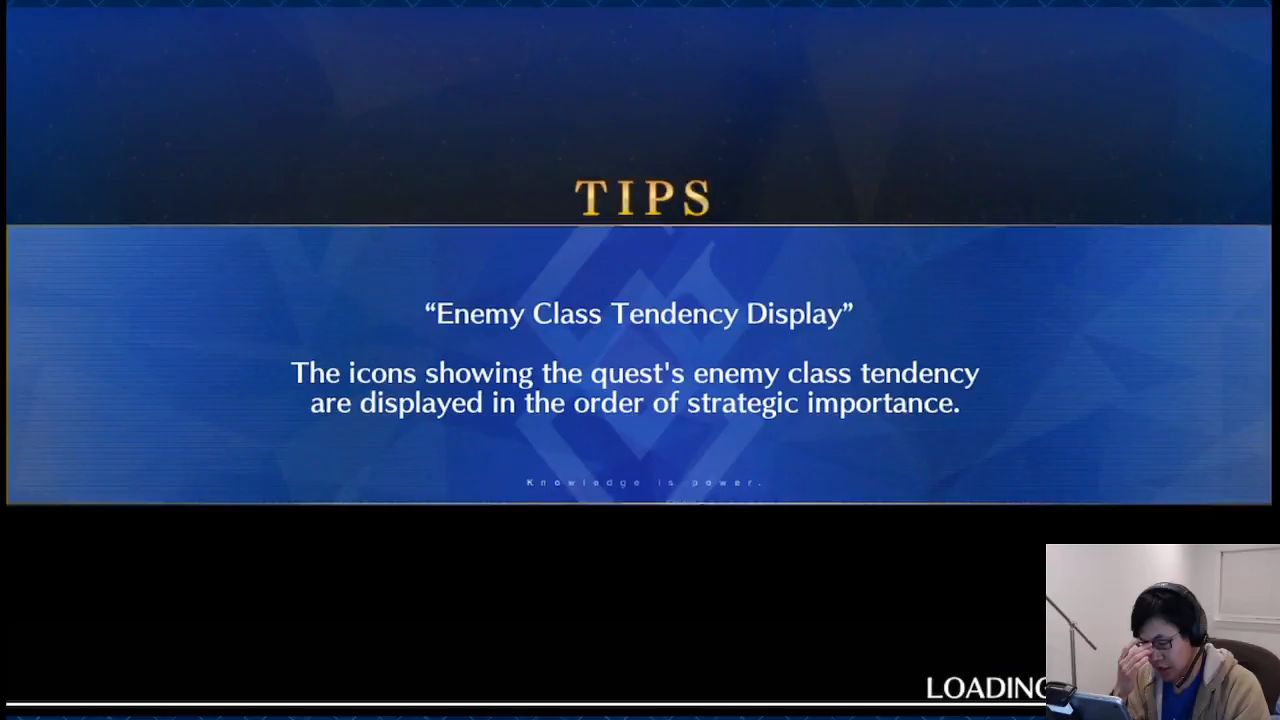 TIPS
“Enemy Class Tendency Display”
The icons showing the quest's enemy class tendency
are displayed in the order of strategic importance.
Knowledge is power.
LOADING